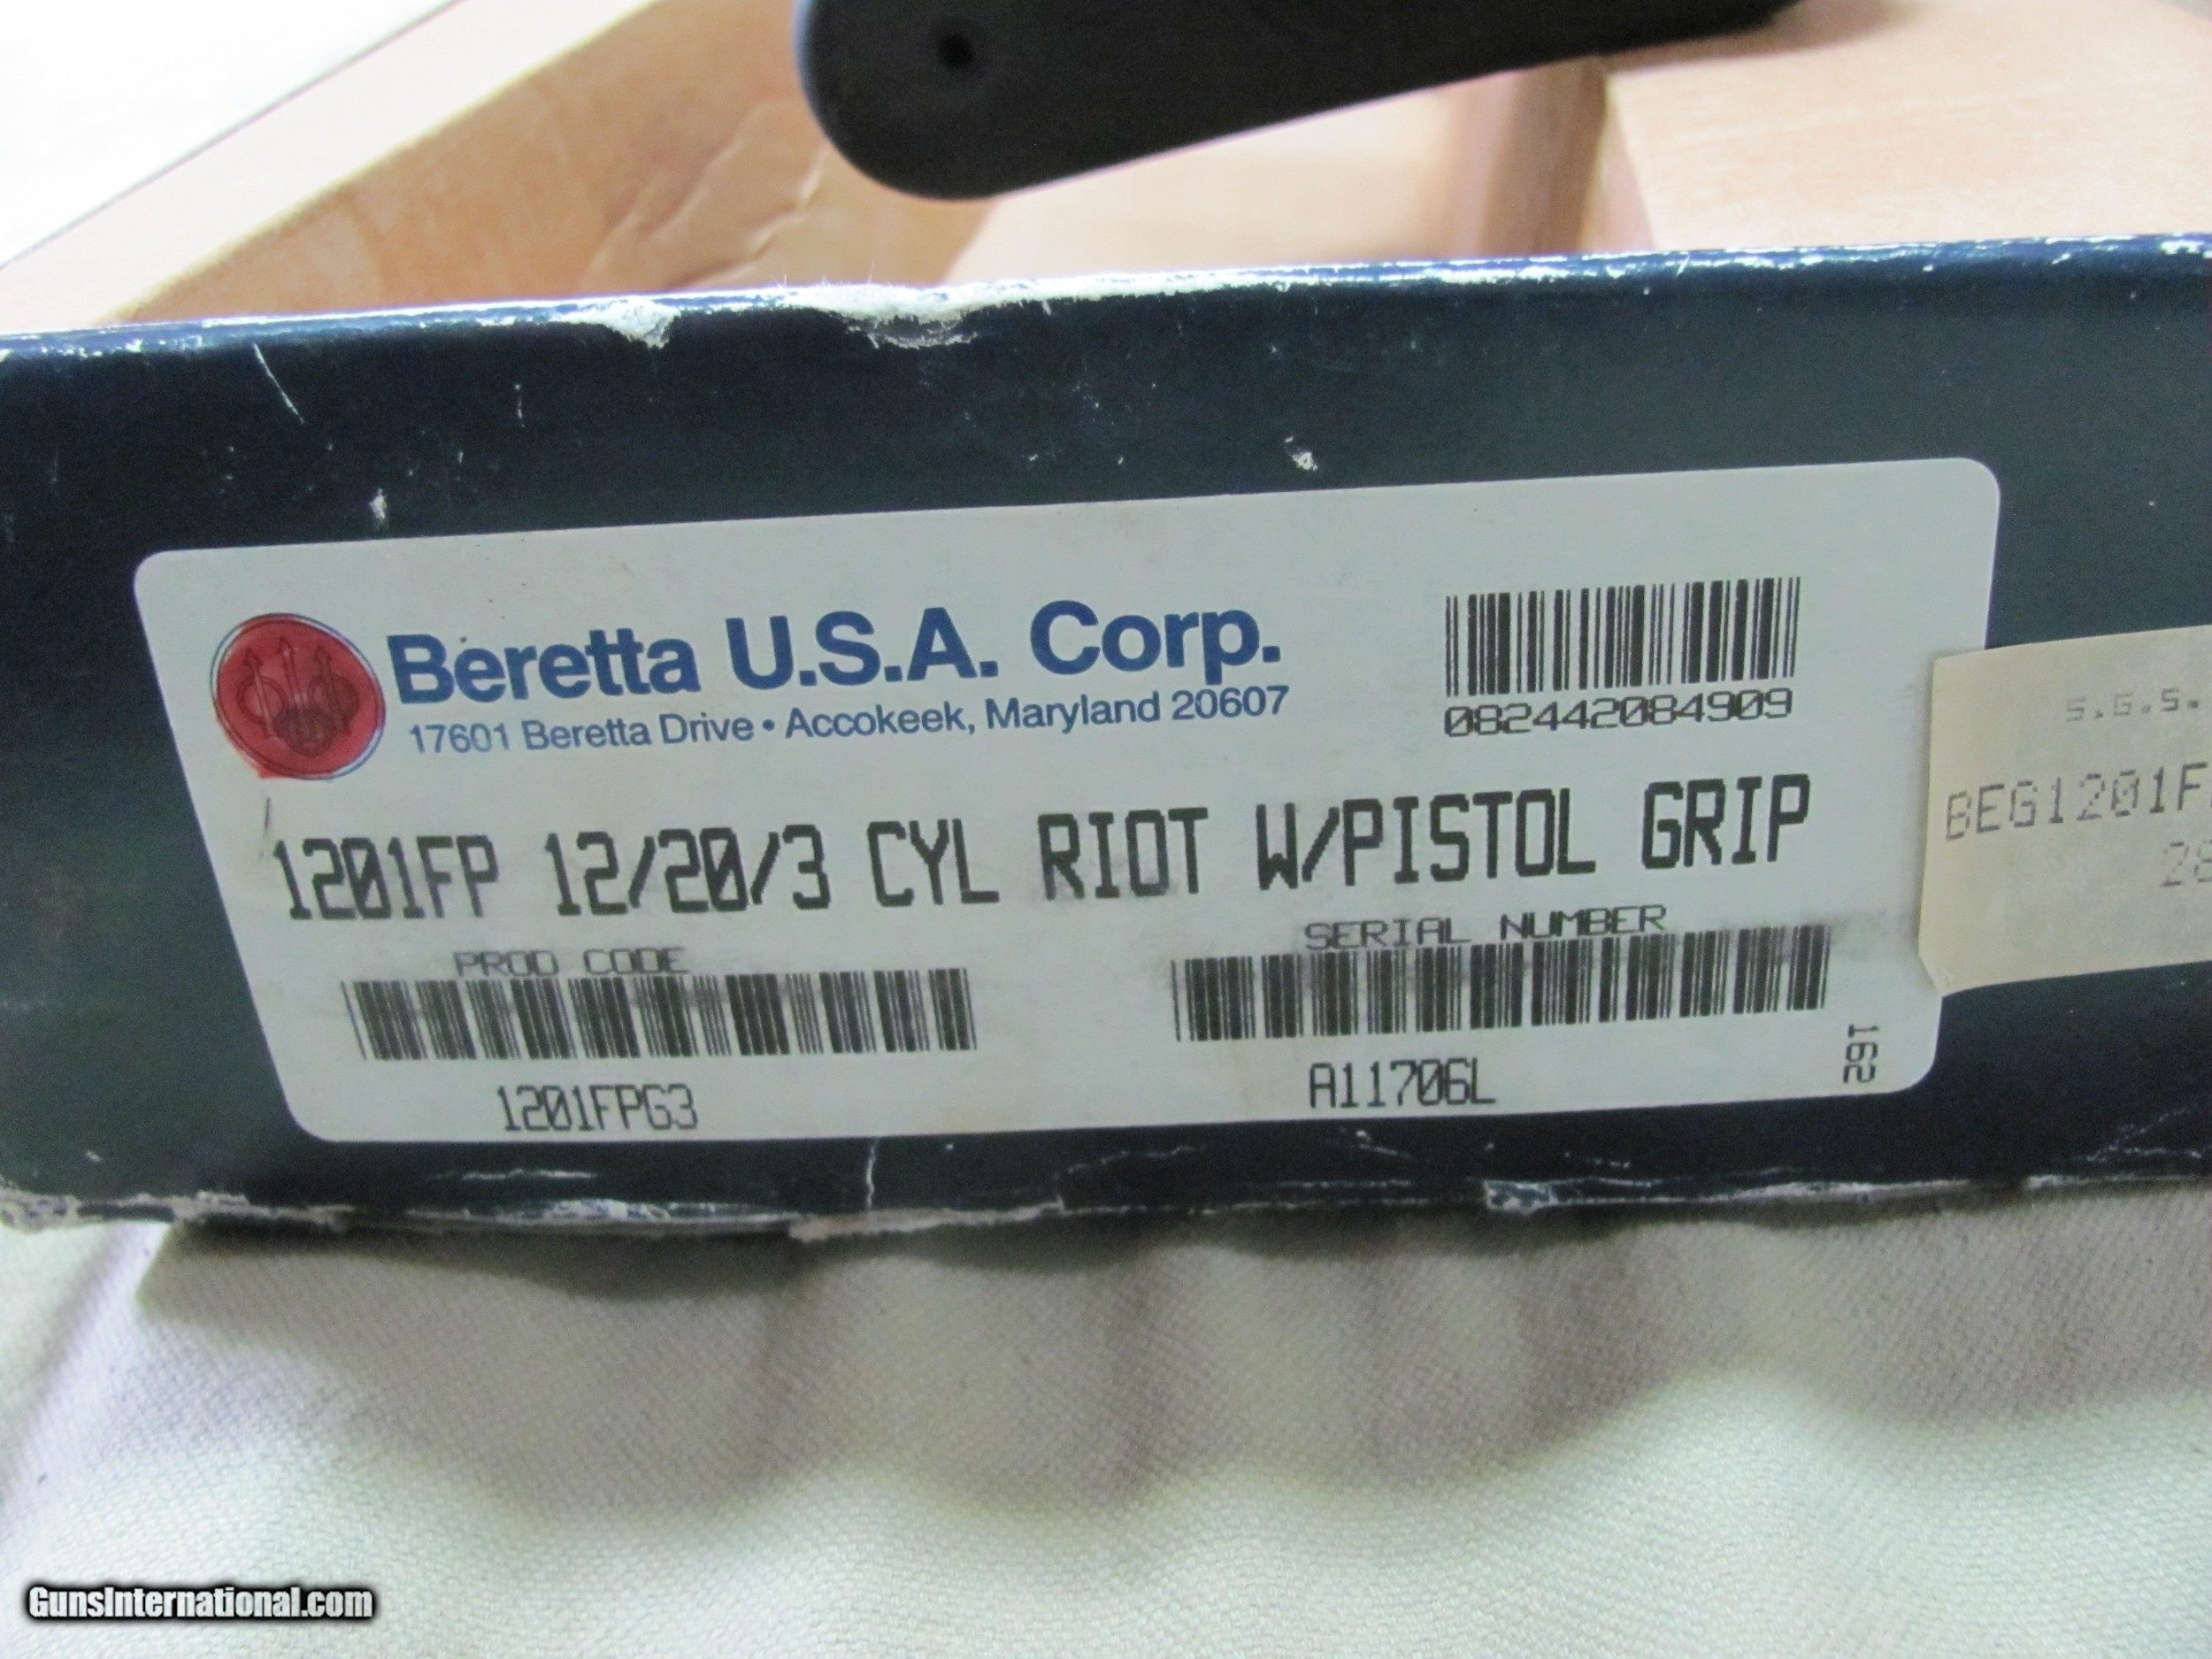 Beretta U.S.A. Corp.
17601 Beretta Drive • Accokeek, Maryland 20607
082442084909
1201FP 12/20/3 CYL RIOT W/PISTOL GRIP
PROD CODE
1201FPG3
SERIAL NUMBER
A11706L
162
S.G.S.
BEG1201F
28
GunsInternational.com